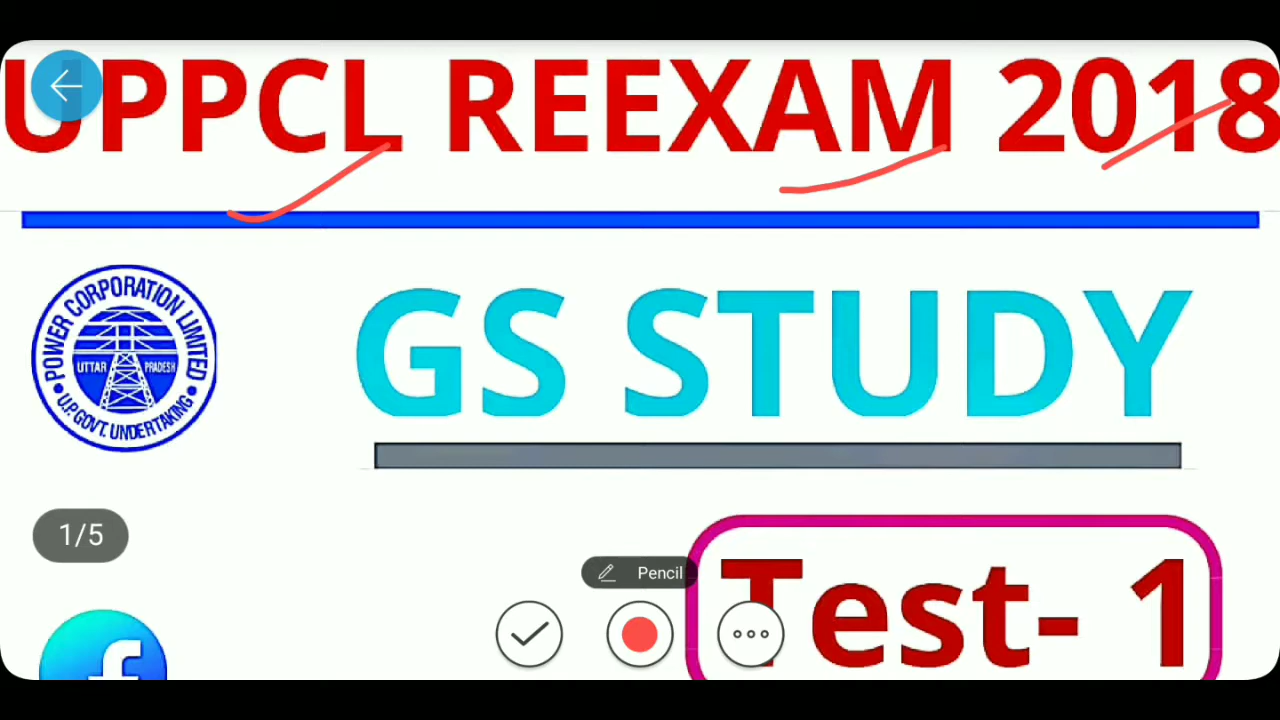 UPPCL REEXAM 2018
POWER CORPORATION LIMITED
UTTAR PRADESH
U.P. GOVT. UNDERTAKING
GS STUDY
1/5
Pencil
Test- 1
f